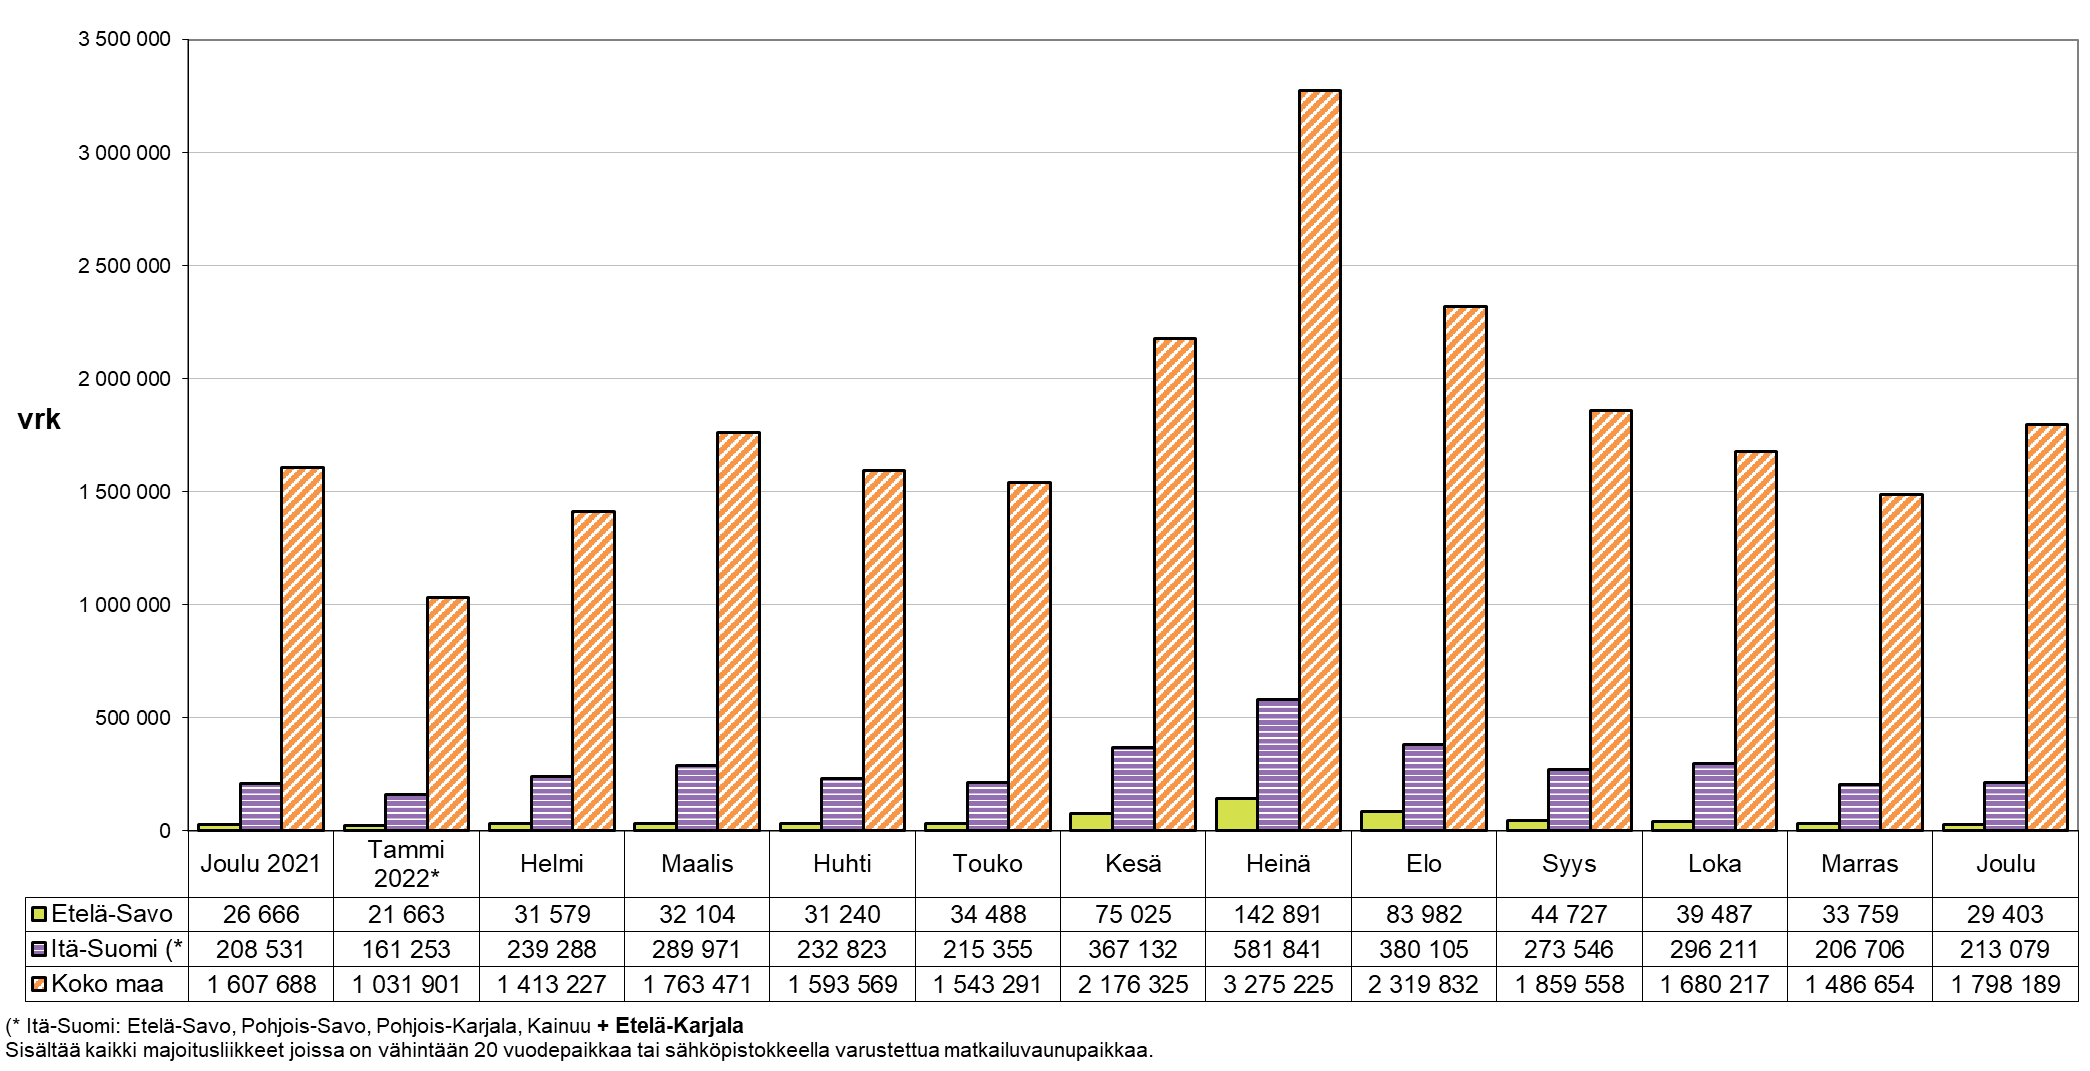 3 500 000
3 000 000
2 500 000
2 000 000
vrk
1 500 000
1 000 000
500 000
0
Joulu 2021 Tammi 2022* Helmi Maalis Huhti Touko Kesä Heinä Elo Syys Loka Marras Joulu
Etelä-Savo 26 666 21 663 31 579 32 104 31 240 34 488 75 025 142 891 83 982 44 727 39 487 33 759 29 403
Itä-Suomi (* 208 531 161 253 239 288 289 971 232 823 215 355 367 132 581 841 380 105 273 546 296 211 206 706 213 079
Koko maa 1 607 688 1 031 901 1 413 227 1 763 471 1 593 569 1 543 291 2 176 325 3 275 225 2 319 832 1 859 558 1 680 217 1 486 654 1 798 189
(* Itä-Suomi: Etelä-Savo, Pohjois-Savo, Pohjois-Karjala, Kainuu + Etelä-Karjala
Sisältää kaikki majoitusliikkeet joissa on vähintään 20 vuodepaikkaa tai sähköpistokkeella varustettua matkailuvaunupaikkaa.